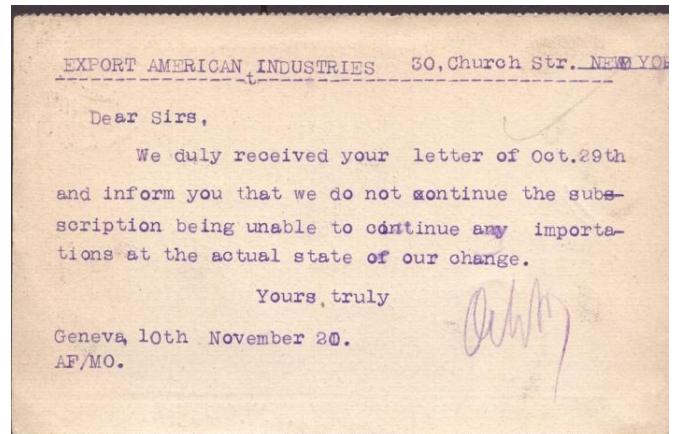 EXPORT AMERICAN INDUSTRIES 30, Church Str. NEW YOR
Dear Sirs,
We duly received your letter of Oct. 29th
and inform you that we do not continue the sub-
scription being unable to continue any importa-
tions at the actual state of our change.
Yours truly
Geneva, 10th November 20.
AF/MO.